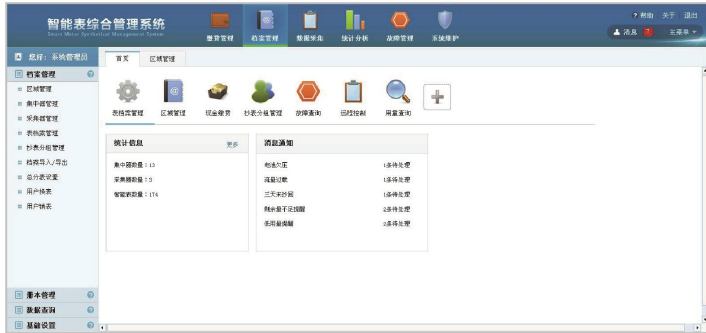 智能表综合管理系统
Smart Meter Synthetical Management System
缴费管理 档案管理 数据采集 统计分析 故障管理 系统维护
帮助 关于 退出
消息 主菜单
您好：系统管理员
首页 区域管理
档案管理
区域管理
集中器管理
采集器管理
表档案管理
抄表分组管理
档案导入/导出
总分表设置
用户换表
用户销表
册本管理
数据查询
基础设置
表档案管理 区域管理 现金缴费 抄表分组管理 故障查询 远程控制 用量查询
统计信息 更多
集中器数量：13
采集器数量：5
智能表数量：174
消息通知
电池欠压 1条待处理
流量过载 1条待处理
三天未抄回 1条待处理
剩余量不足提醒 2条待处理
低用量提醒 2条待处理